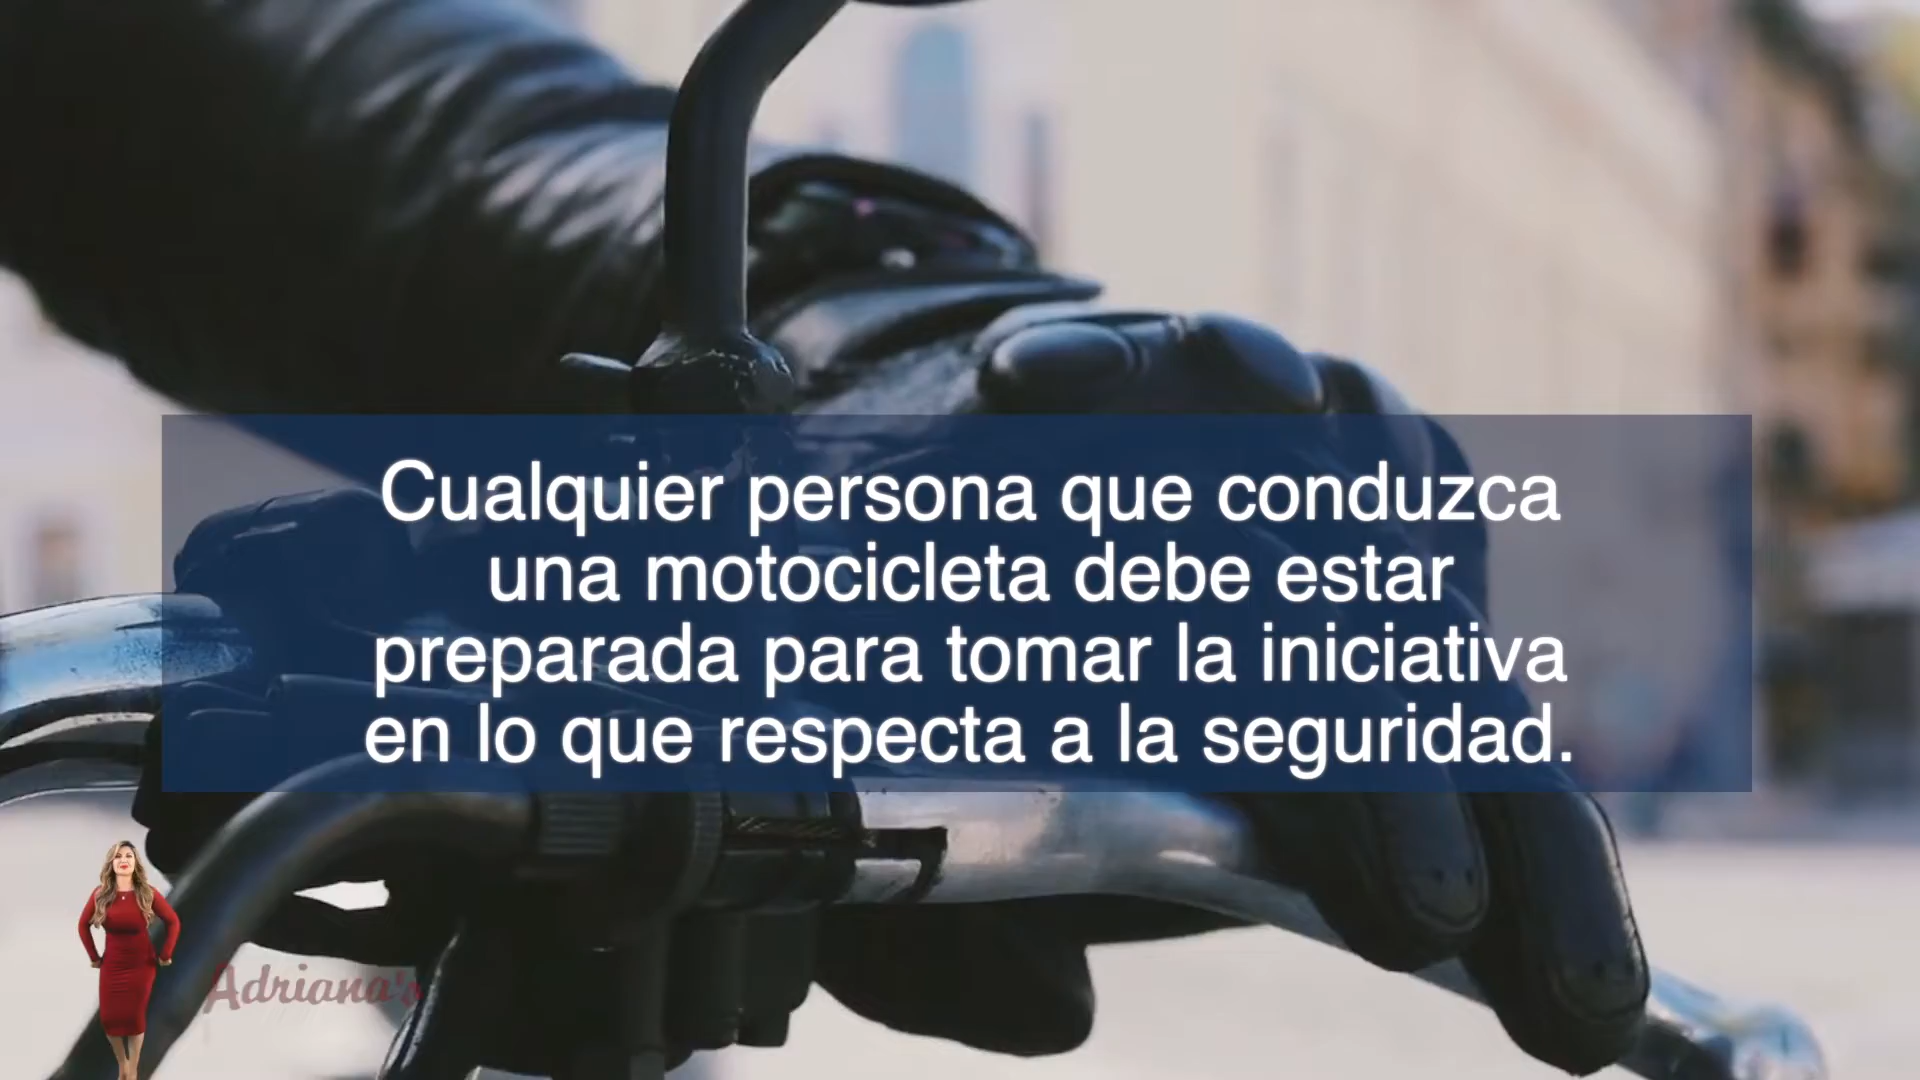 Cualquier persona que conduzca
una motocicleta debe estar
preparada para tomar la iniciativa
en lo que respecta a la seguridad.
Adriana's